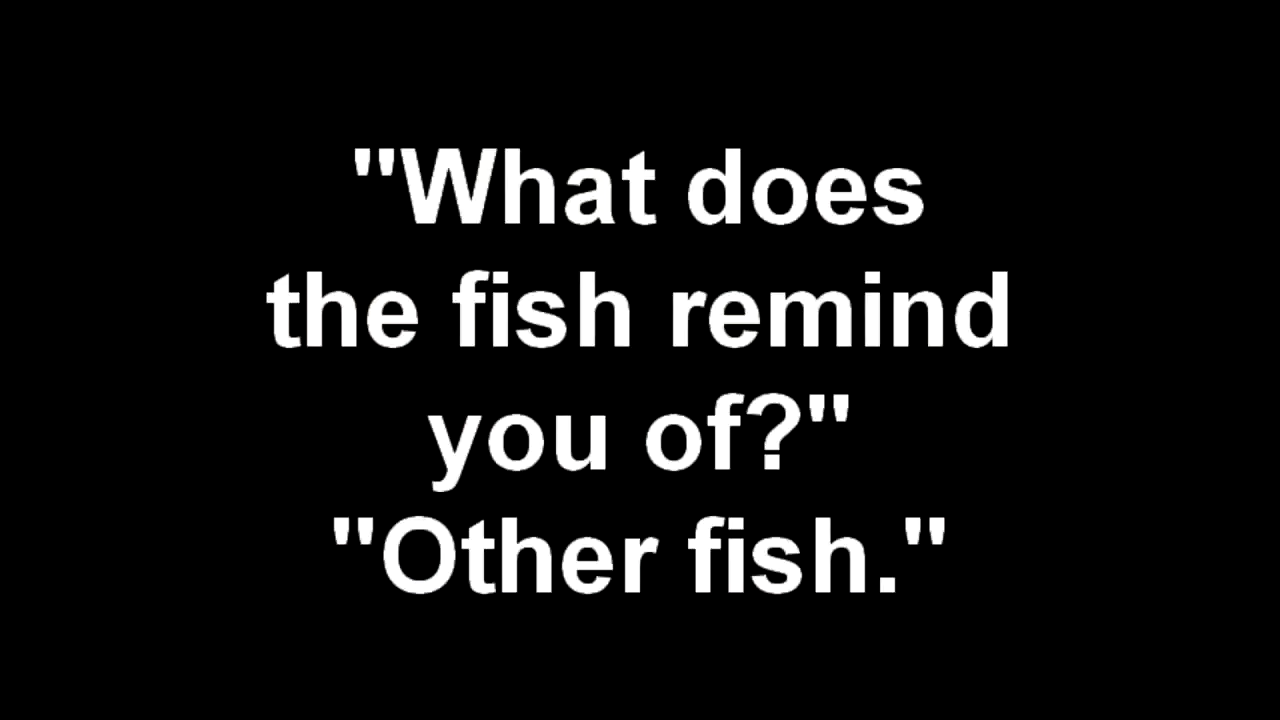 "What does
the fish remind
you of?"
"Other fish."